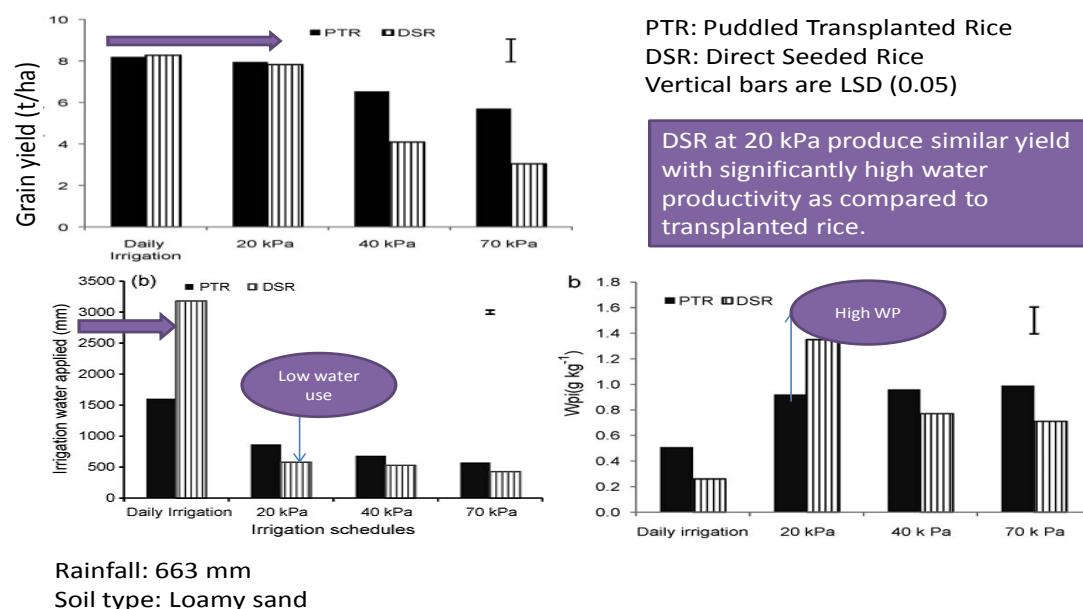 10
8
6
4
2
0
Grain yield (t/ha)
PTR DSR
Daily
Irrigation
20 kPa
40 kPa
70 kPa
PTR: Puddled Transplanted Rice
DSR: Direct Seeded Rice
Vertical bars are LSD (0.05)
DSR at 20 kPa produce similar yield
with significantly high water
productivity as compared to
transplanted rice.
(b)
3500
3000
2500
2000
1500
1000
500
0
Irrigation water applied (mm)
PTR DSR
Low water
use
Daily Irrigation
20 kPa
40 kPa
70 kPa
Irrigation schedules
b
1.8
1.6
1.4
1.2
1.0
0.8
0.6
0.4
0.2
0.0
Wpi(g kg-1)
PTR DSR
High WP
Daily irrigation
20 kPa
40 k Pa
70 k Pa
Rainfall: 663 mm
Soil type: Loamy sand